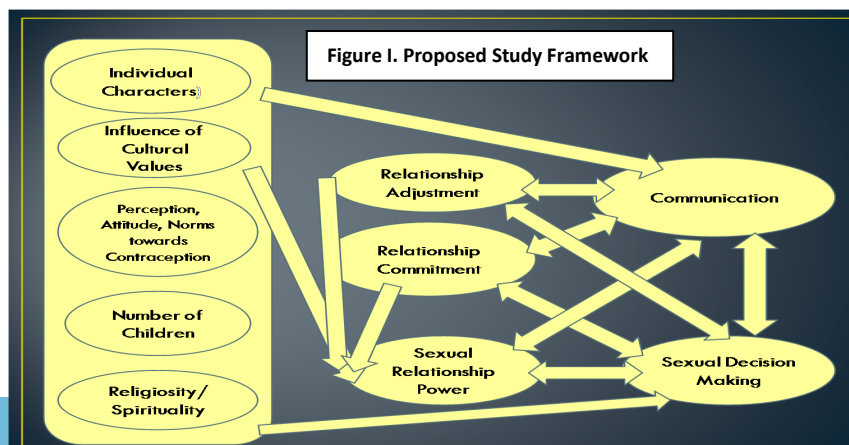 Figure I. Proposed Study Framework
Individual
Characters)
Influence of
Cultural
Values
Perception,
Attitude, Norms
towards
Contraception
Number of
Children
Religiosity/
Spirituality
Relationship
Adjustment
Relationship
Commitment
Sexual
Relationship
Power
Communication
Sexual Decision
Making